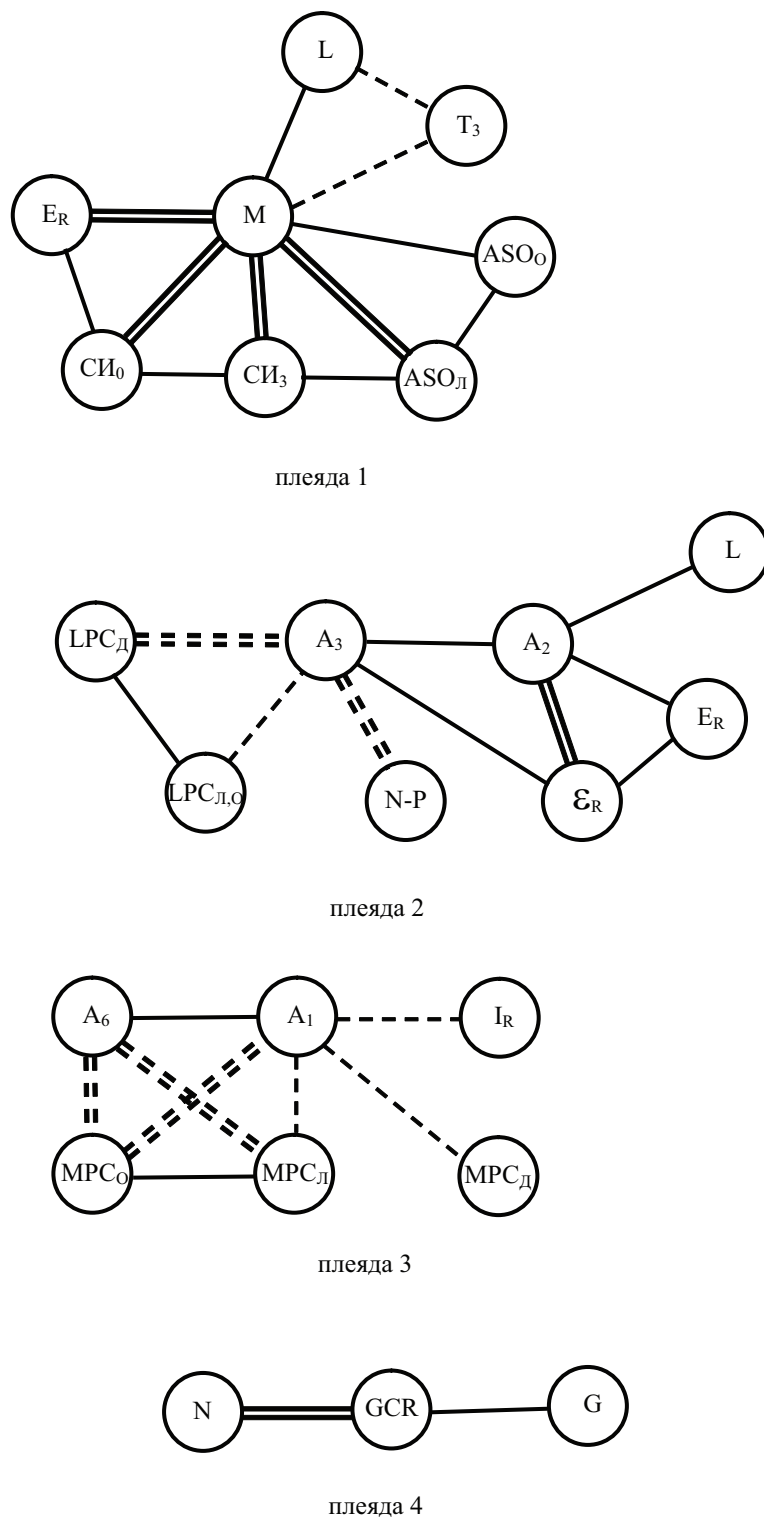 L
T₃
E_R
M
ASO_О
СИ₀
СИ₃
ASO_Л
плеяда 1
L
LPC_Д
A₃
A₂
E_R
LPC_Л,О
N-P
ε_R
плеяда 2
A₆
A₁
I_R
MPC_О
MPC_Л
MPC_Д
плеяда 3
N
GCR
G
плеяда 4